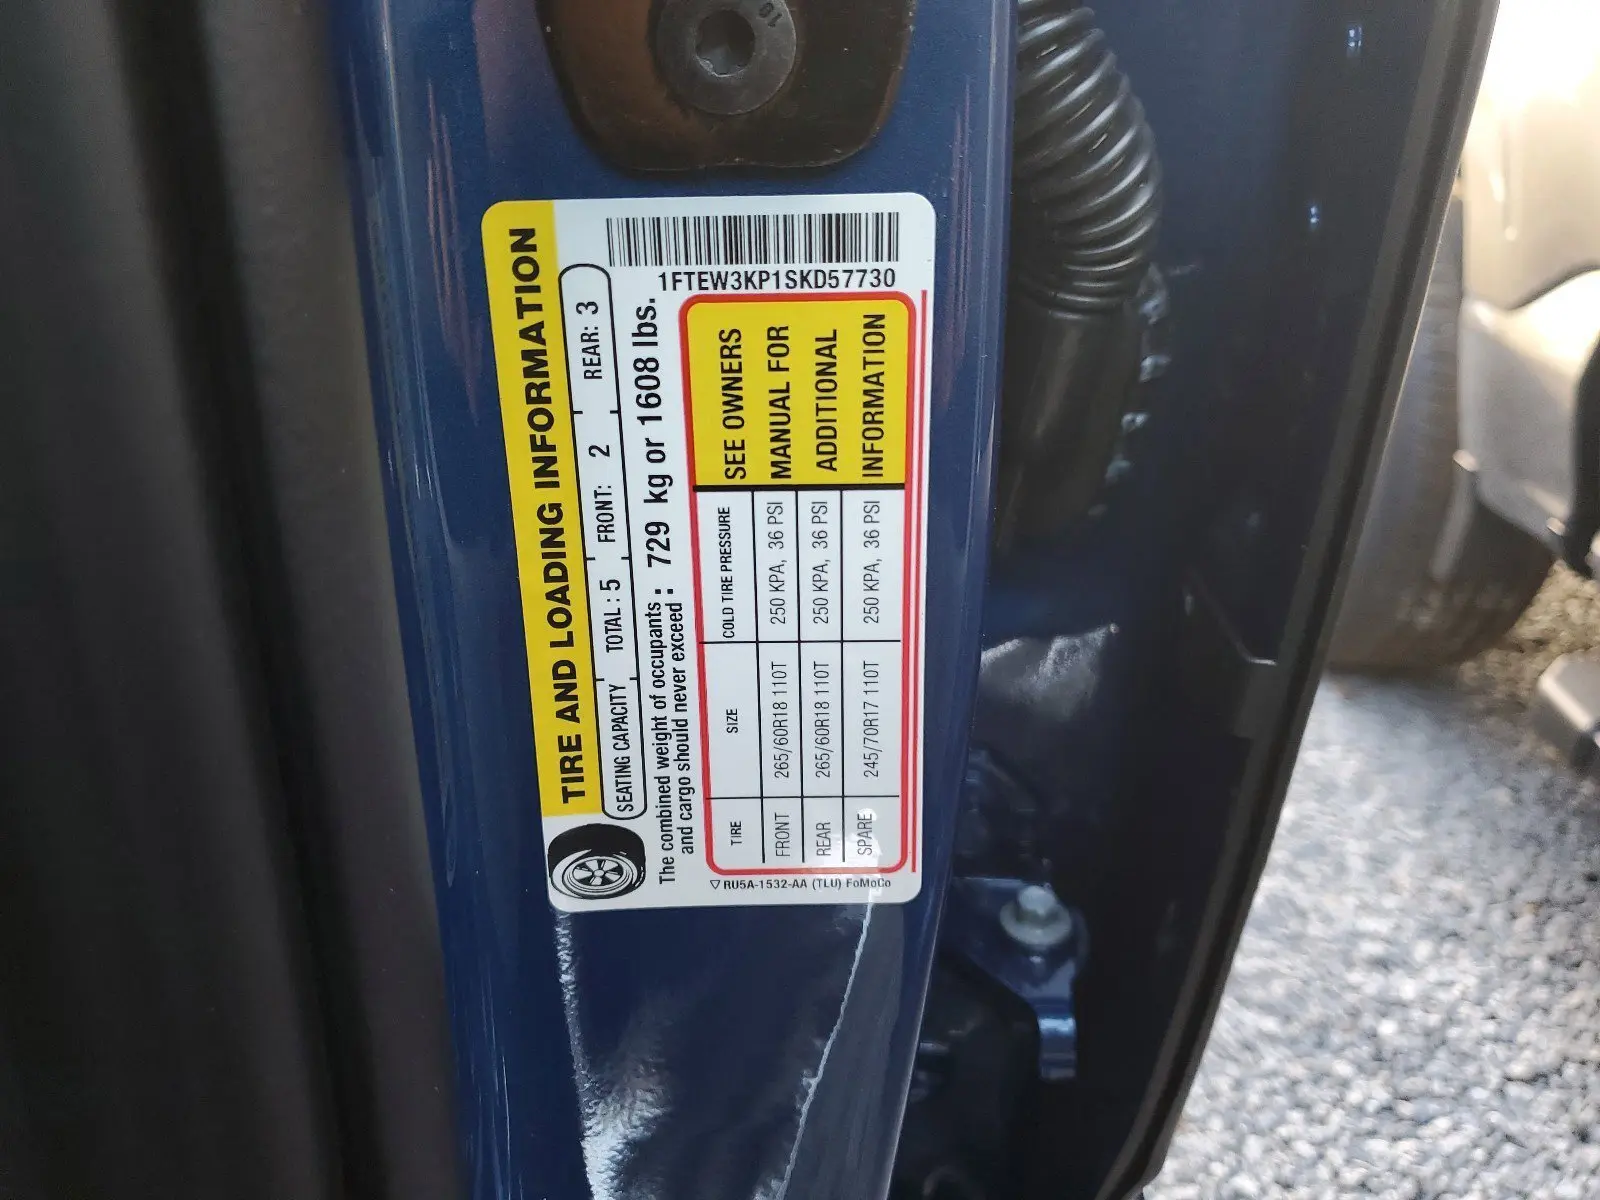 TIRE AND LOADING INFORMATION
SEATING CAPACITY TOTAL : 5 FRONT: 2 REAR: 3
The combined weight of occupants and cargo should never exceed : 729 kg or 1608 lbs.
1FTEW3KP1SKD57730
TIRE SIZE COLD TIRE PRESSURE
FRONT 265/60R18 110T 250 KPA, 36 PSI
REAR 265/60R18 110T 250 KPA, 36 PSI
SPARE 245/70R17 110T 250 KPA, 36 PSI
SEE OWNERS
MANUAL FOR
ADDITIONAL
INFORMATION
RU5A-1532-AA (TLU) FoMoCo
10